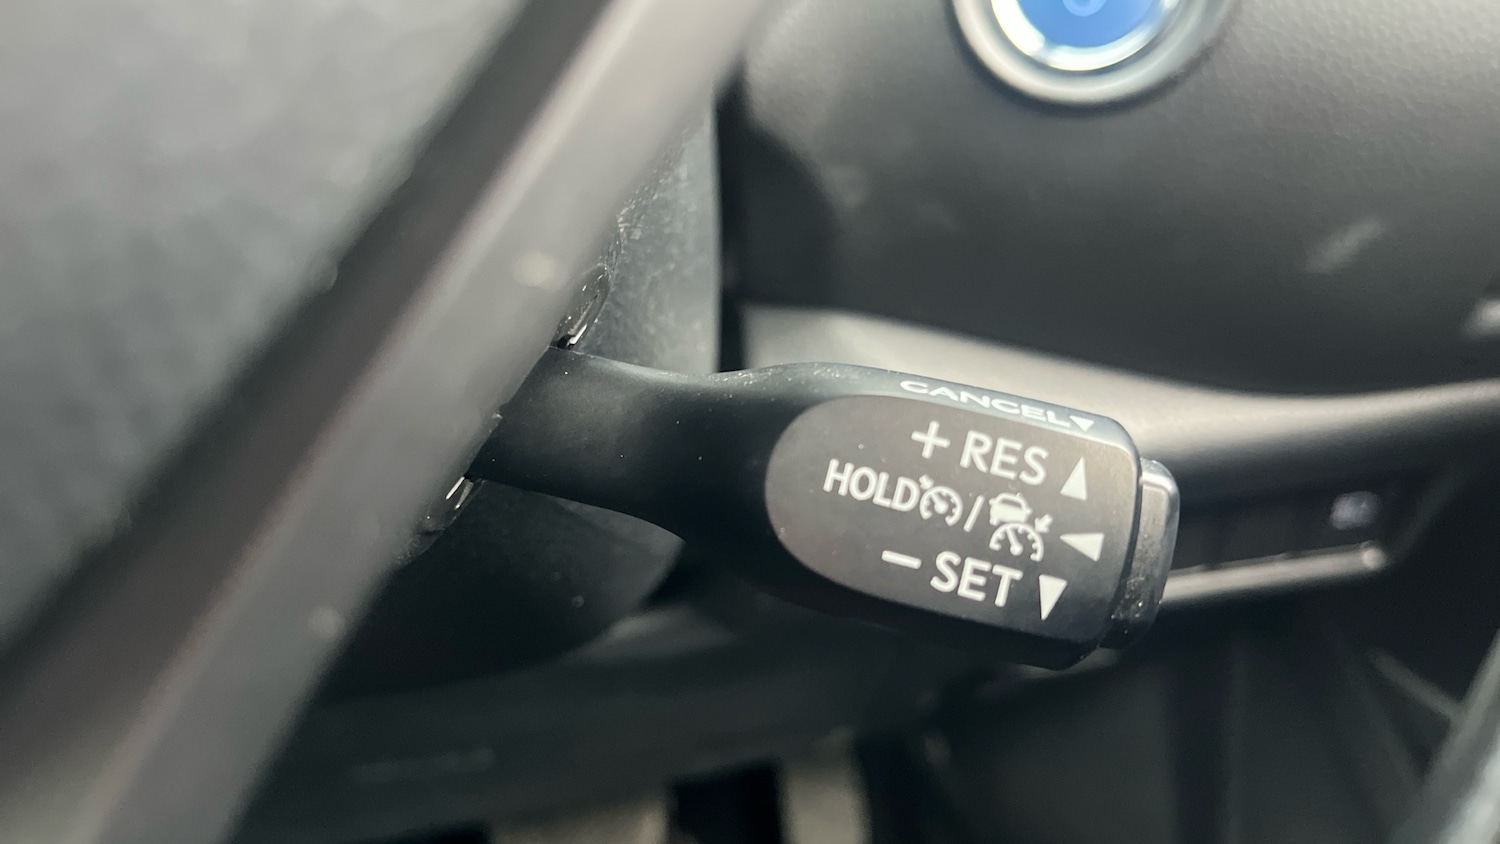 CANCEL▼
+ RES ▲
HOLD / ◀
− SET ▼